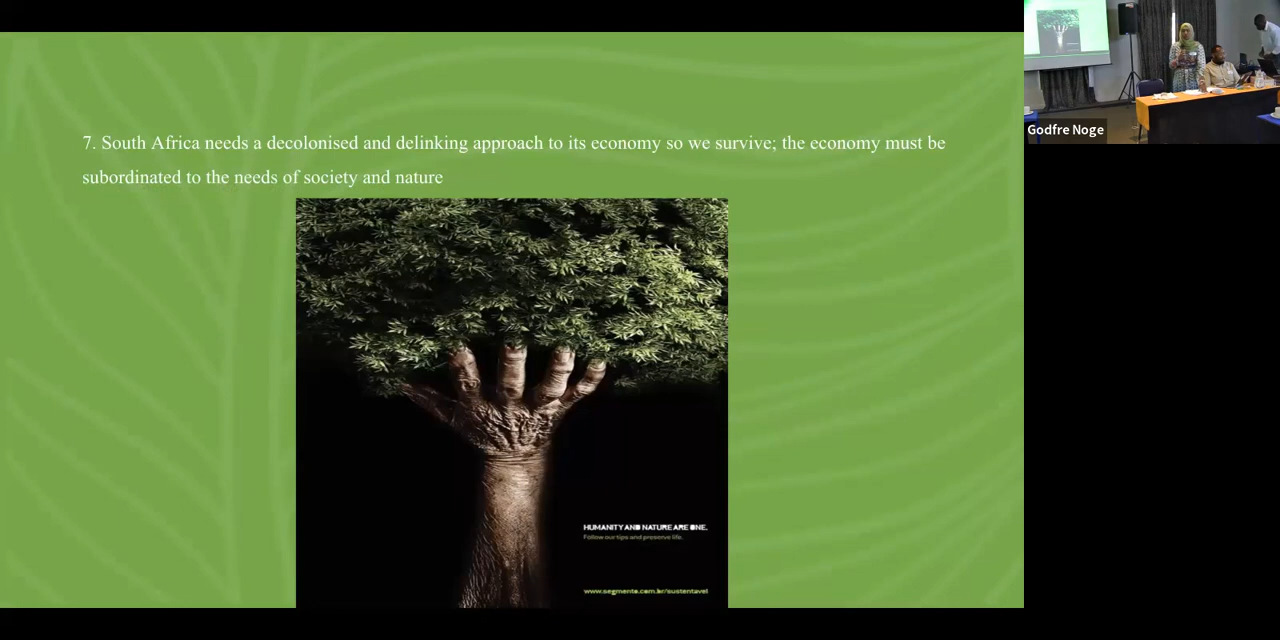 7. South Africa needs a decolonised and delinking approach to its economy so we survive; the economy must be
subordinated to the needs of society and nature
HUMANITY AND NATURE ARE ONE.
Follow our tips and preserve life.
www.segmento.com.br/sustentavel
Godfre Noge